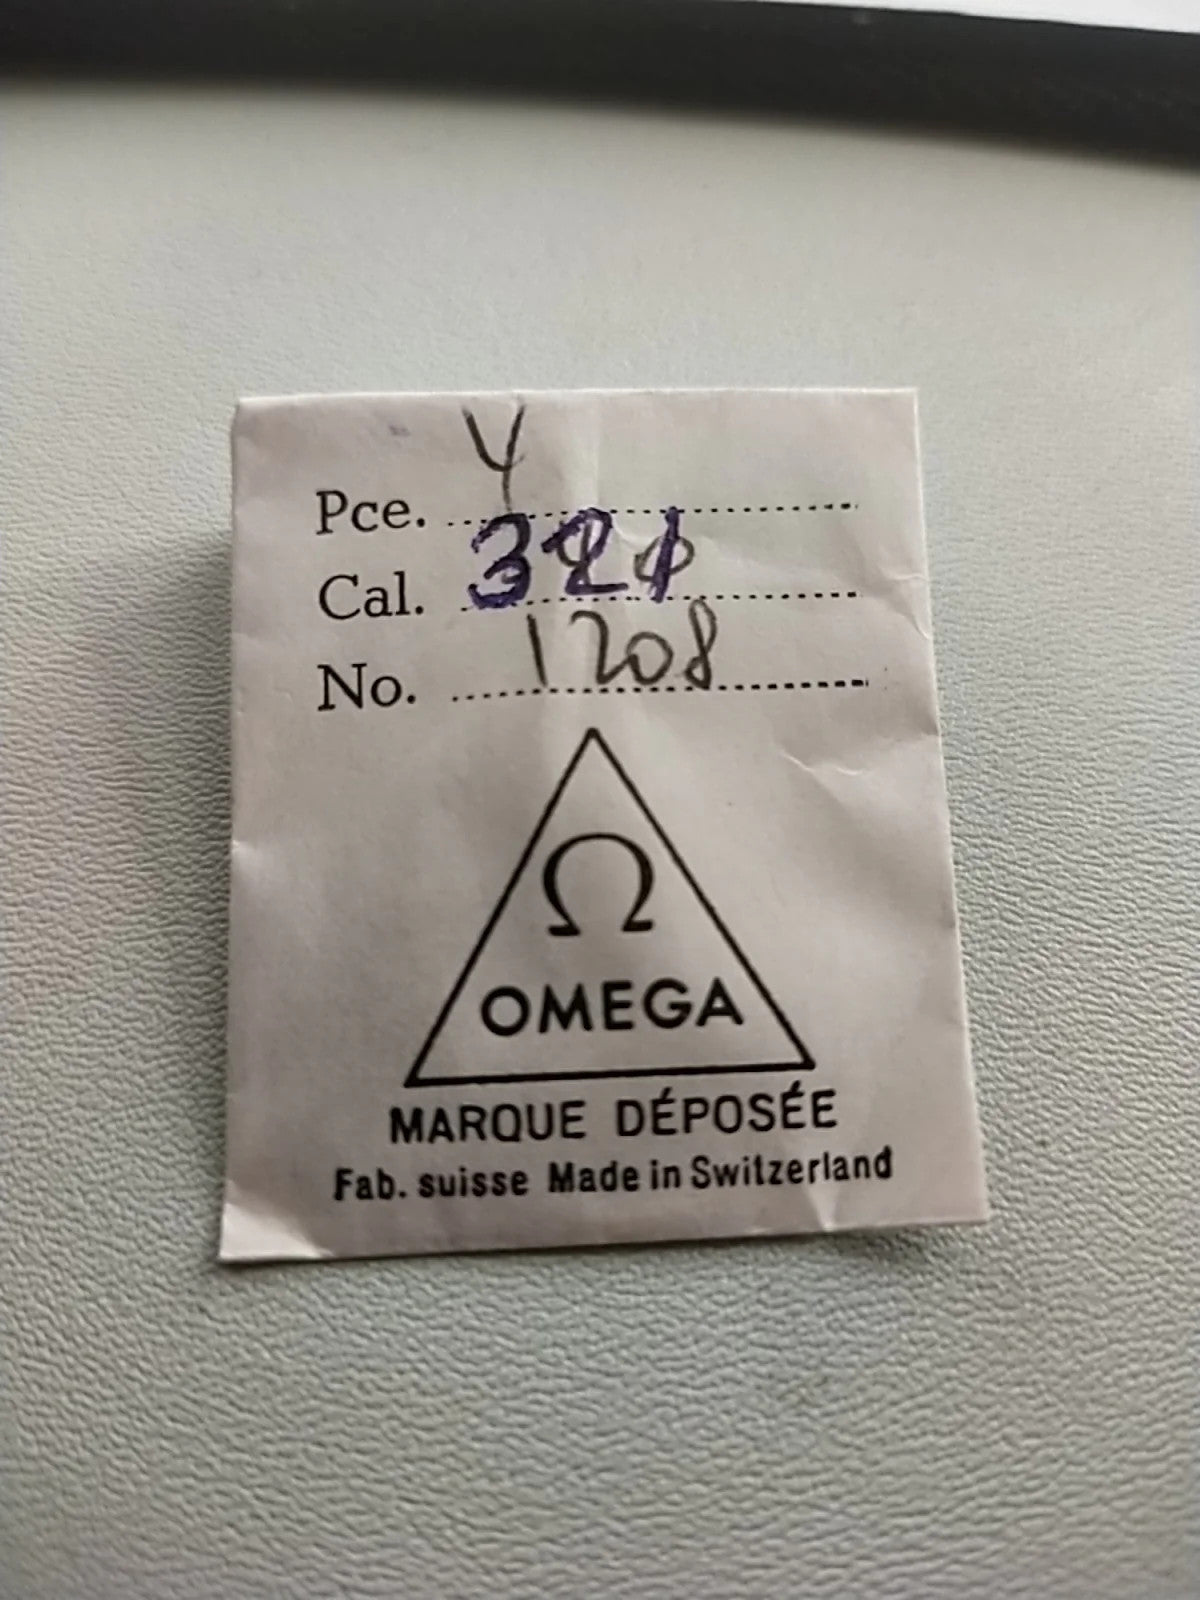 Pce. 4
Cal. 321
No. 1208
Ω
OMEGA
MARQUE DÉPOSÉE
Fab. suisse Made in Switzerland